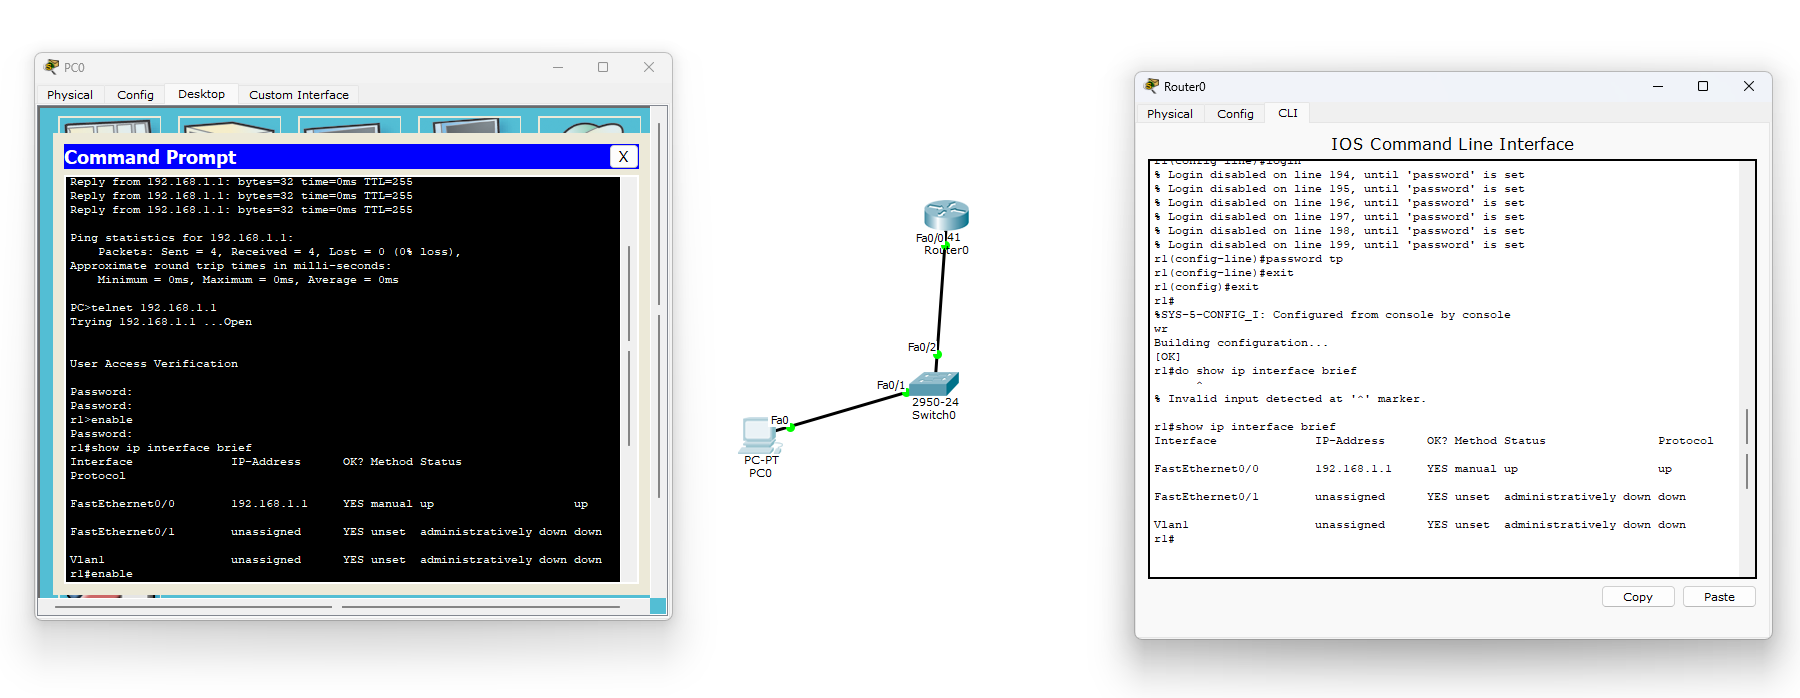 PC0
Physical Config Desktop Custom Interface
Command Prompt X
Reply from 192.168.1.1: bytes=32 time=0ms TTL=255
Reply from 192.168.1.1: bytes=32 time=0ms TTL=255
Reply from 192.168.1.1: bytes=32 time=0ms TTL=255
Ping statistics for 192.168.1.1:
Packets: Sent = 4, Received = 4, Lost = 0 (0% loss),
Approximate round trip times in milli-seconds:
Minimum = 0ms, Maximum = 0ms, Average = 0ms
PC>telnet 192.168.1.1
Trying 192.168.1.1 ...Open
User Access Verification
Password:
Password:
r1>enable
Password:
r1#show ip interface brief
Interface IP-Address OK? Method Status
Protocol
FastEthernet0/0 192.168.1.1 YES manual up up
FastEthernet0/1 unassigned YES unset administratively down down
Vlan1 unassigned YES unset administratively down down
r1#enable
Fa0/0 41
Router0
Fa0/2
Fa0/1
2950-24
Switch0
Fa0
PC-PT
PC0
Router0
Physical Config CLI
IOS Command Line Interface
r1(config-line)#login
% Login disabled on line 194, until 'password' is set
% Login disabled on line 195, until 'password' is set
% Login disabled on line 196, until 'password' is set
% Login disabled on line 197, until 'password' is set
% Login disabled on line 198, until 'password' is set
% Login disabled on line 199, until 'password' is set
r1(config-line)#password tp
r1(config-line)#exit
r1(config)#exit
r1#
%SYS-5-CONFIG_I: Configured from console by console
wr
Building configuration...
[OK]
r1#do show ip interface brief
^
% Invalid input detected at '^' marker.
r1#show ip interface brief
Interface IP-Address OK? Method Status Protocol
FastEthernet0/0 192.168.1.1 YES manual up up
FastEthernet0/1 unassigned YES unset administratively down down
Vlan1 unassigned YES unset administratively down down
r1#
Copy Paste